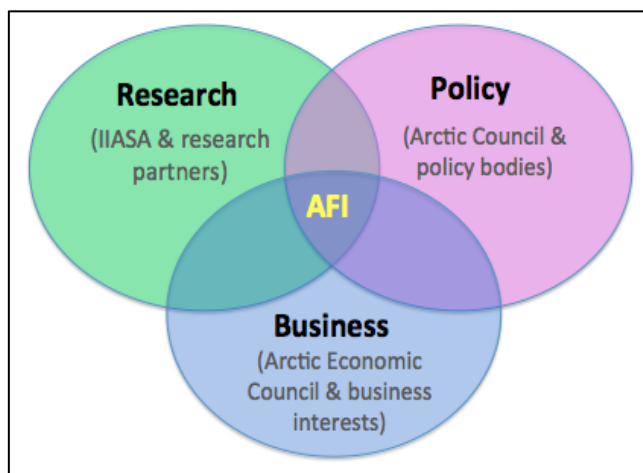 Research
(IIASA & research
partners)
Policy
(Arctic Council &
policy bodies)
AFI
Business
(Arctic Economic
Council & business
interests)